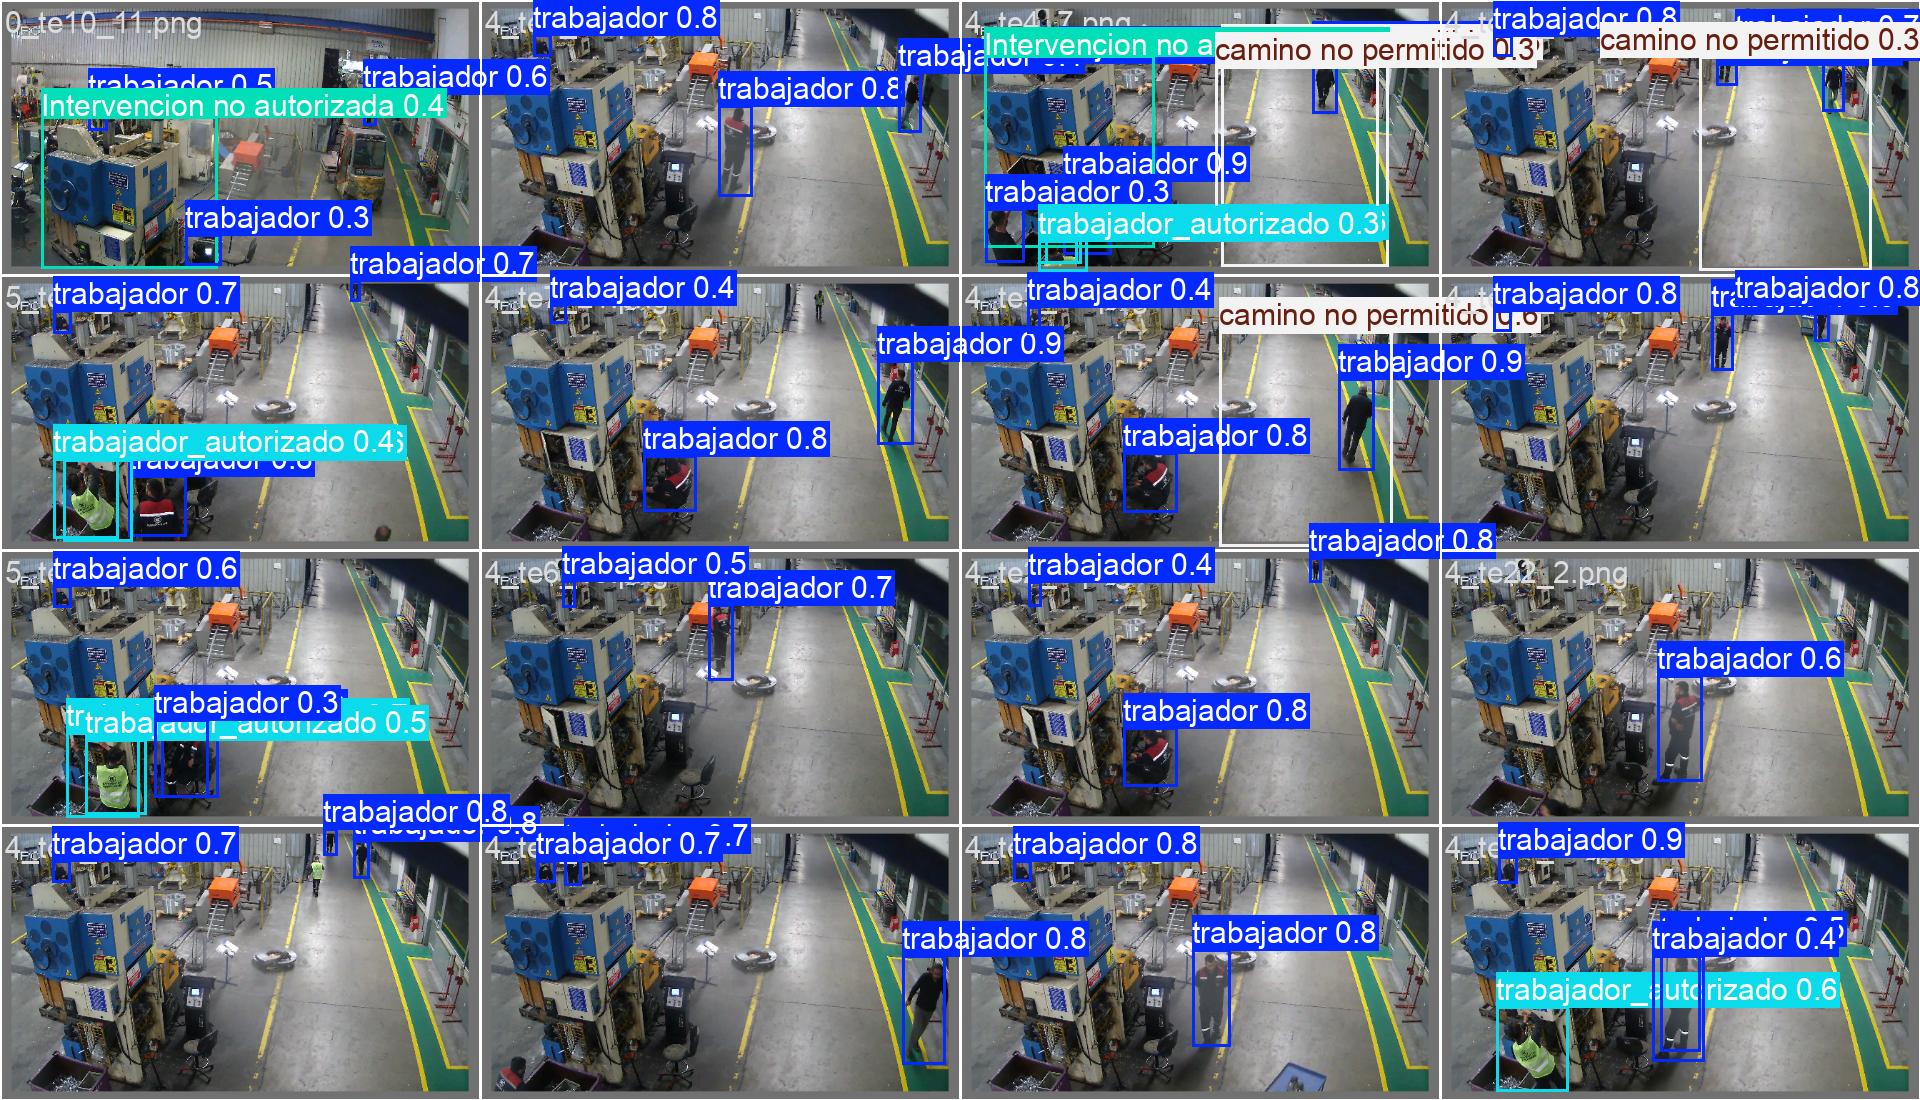 0_te10_11.png
trabajador 0.5
trabajador 0.6
Intervencion no autorizada 0.4
trabajador 0.3
trabajador 0.8
trabajador 0.8
trabajador
Intervencion no a
camino no permitido 0.3
trabajador 0.9
trabajador 0.3
trabajador_autorizado 0.3
trabajador 0.8
camino no permitido 0.3
trabajador 0.7
trabajador 0.7
trabajador_autorizado 0.4
trabajador 0.4
trabajador 0.9
trabajador 0.8
trabajador 0.4
camino no permitido 0.6
trabajador 0.9
trabajador 0.8
trabajador 0.8
trabajador 0.8
trabajador 0.6
trabajador 0.3
autorizado 0.5
trabajador 0.5
trabajador 0.7
trabajador 0.4
trabajador 0.8
trabajador 0.8
4_te22_2.png
trabajador 0.6
trabajador 0.7
trabajador 0.8
trabajador 0.7
trabajador 0.8
trabajador 0.8
trabajador 0.8
trabajador 0.9
trabajador 0.4
trabajador_autorizado 0.6